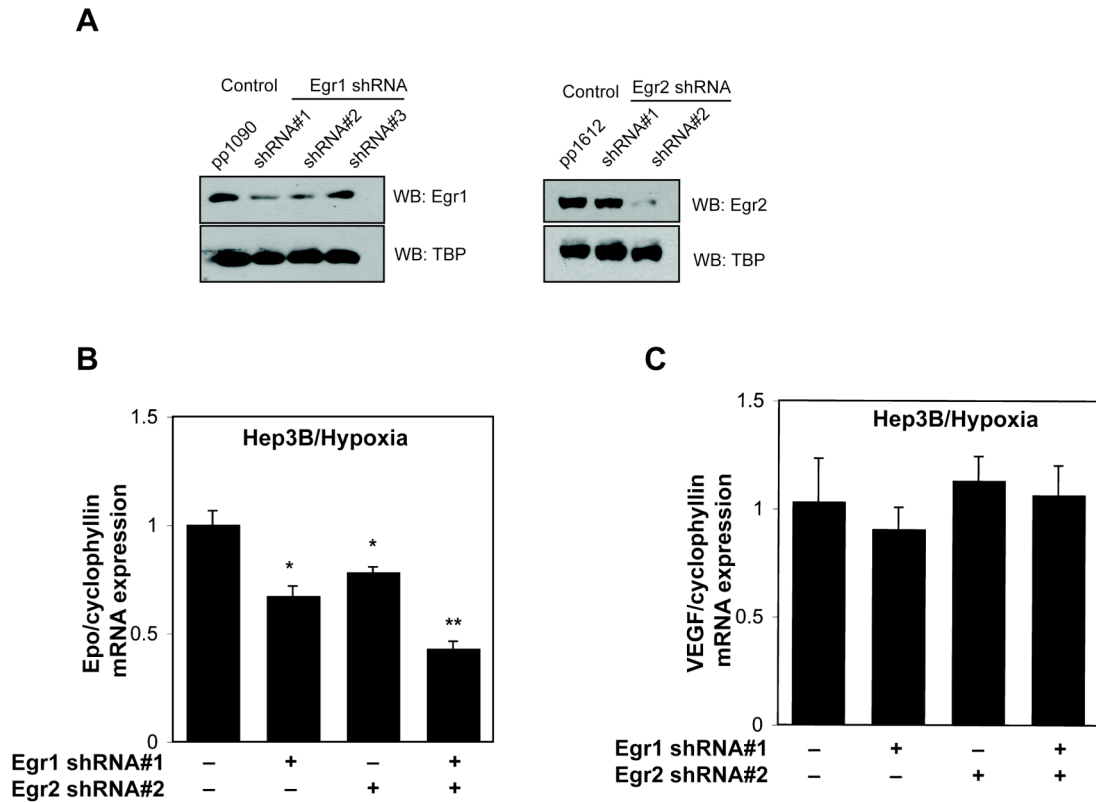 A
Control Egr1 shRNA
pp1090 shRNA#1 shRNA#2 shRNA#3
WB: Egr1
WB: TBP
Control Egr2 shRNA
pp1612 shRNA#1 shRNA#2
WB: Egr2
WB: TBP
B
Hep3B/Hypoxia
Epo/cyclophyllin
mRNA expression
1.5
1
0.5
0
*
*
**
Egr1 shRNA#1 – + – +
Egr2 shRNA#2 – – + +
C
Hep3B/Hypoxia
VEGF/cyclophyllin
mRNA expression
1.5
1
0.5
0
Egr1 shRNA#1 – + – +
Egr2 shRNA#2 – – + +